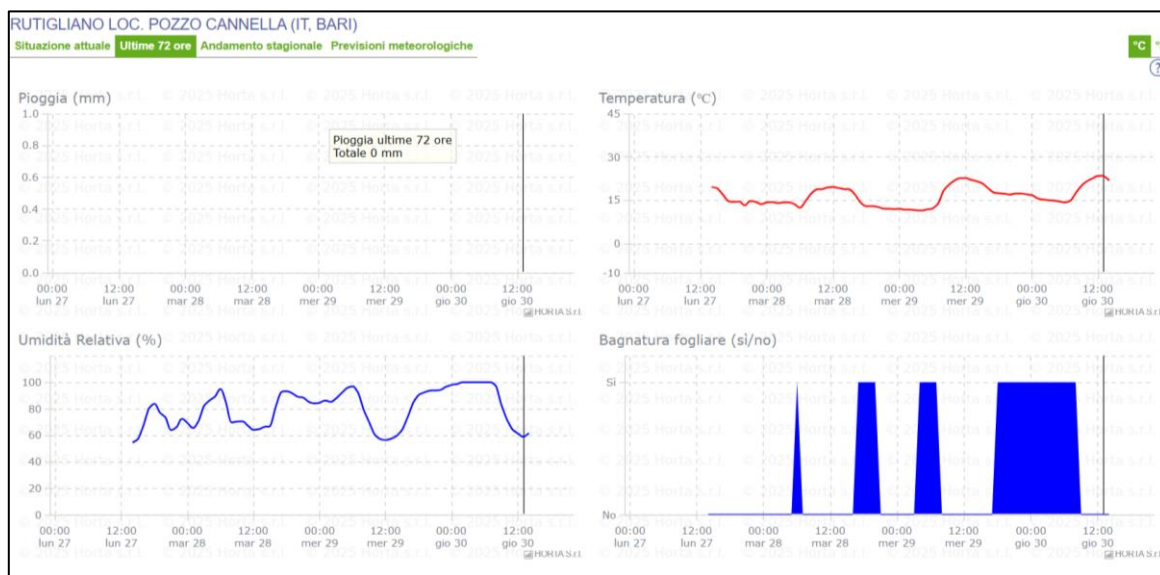 RUTIGLIANO LOC. POZZO CANNELLA (IT, BARI)
Situazione attuale Ultime 72 ore Andamento stagionale Previsioni meteorologiche
°C
?
Pioggia (mm)
1.0
0.8
0.6
0.4
0.2
0.0
Pioggia ultime 72 ore
Totale 0 mm
00:00 12:00 00:00 12:00 00:00 12:00 00:00 12:00
lun 27 lun 27 mar 28 mar 28 mer 29 mer 29 gio 30 gio 30
HORTA S.r.l.
Temperatura (°C)
45
30
15
0
-10
00:00 12:00 00:00 12:00 00:00 12:00 00:00 12:00
lun 27 lun 27 mar 28 mar 28 mer 29 mer 29 gio 30 gio 30
HORTA S.r.l.
Umidità Relativa (%)
100
80
60
40
20
0
00:00 12:00 00:00 12:00 00:00 12:00 00:00 12:00
lun 27 lun 27 mar 28 mar 28 mer 29 mer 29 gio 30 gio 30
HORTA S.r.l.
Bagnatura fogliare (sì/no)
Sì
No
00:00 12:00 00:00 12:00 00:00 12:00 00:00 12:00
lun 27 lun 27 mar 28 mar 28 mer 29 mer 29 gio 30 gio 30
HORTA S.r.l.
© 2025 Horta s.r.l.